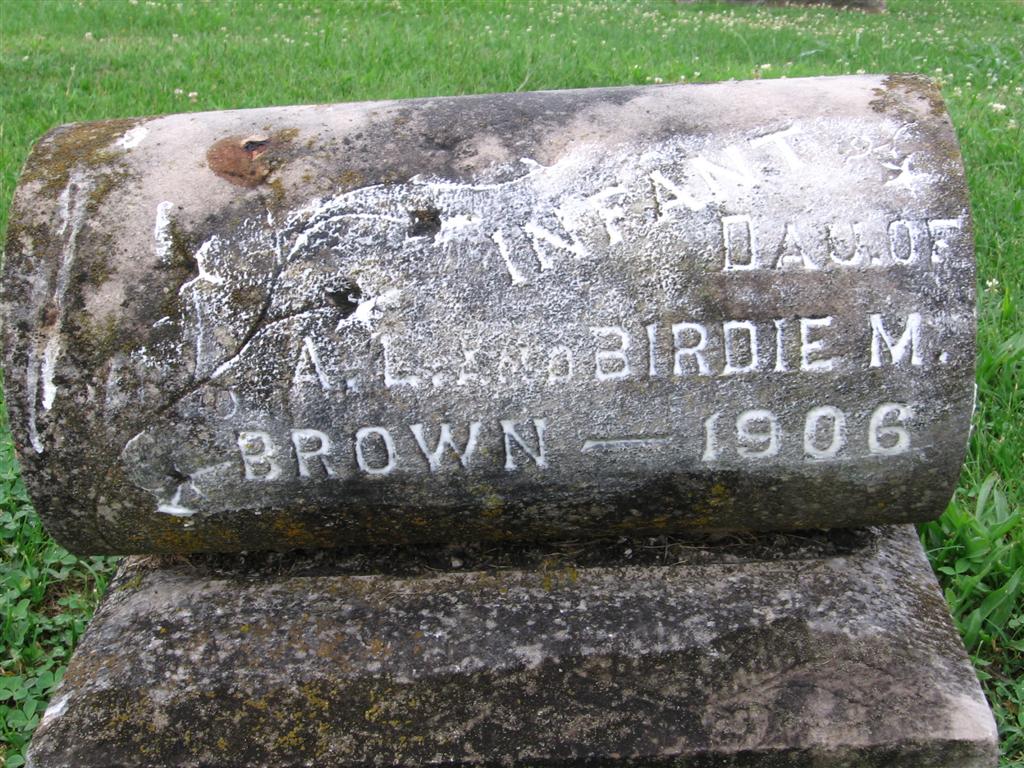 INFANT
DAU. OF
A. L. AND BIRDIE M.
BROWN — 1906